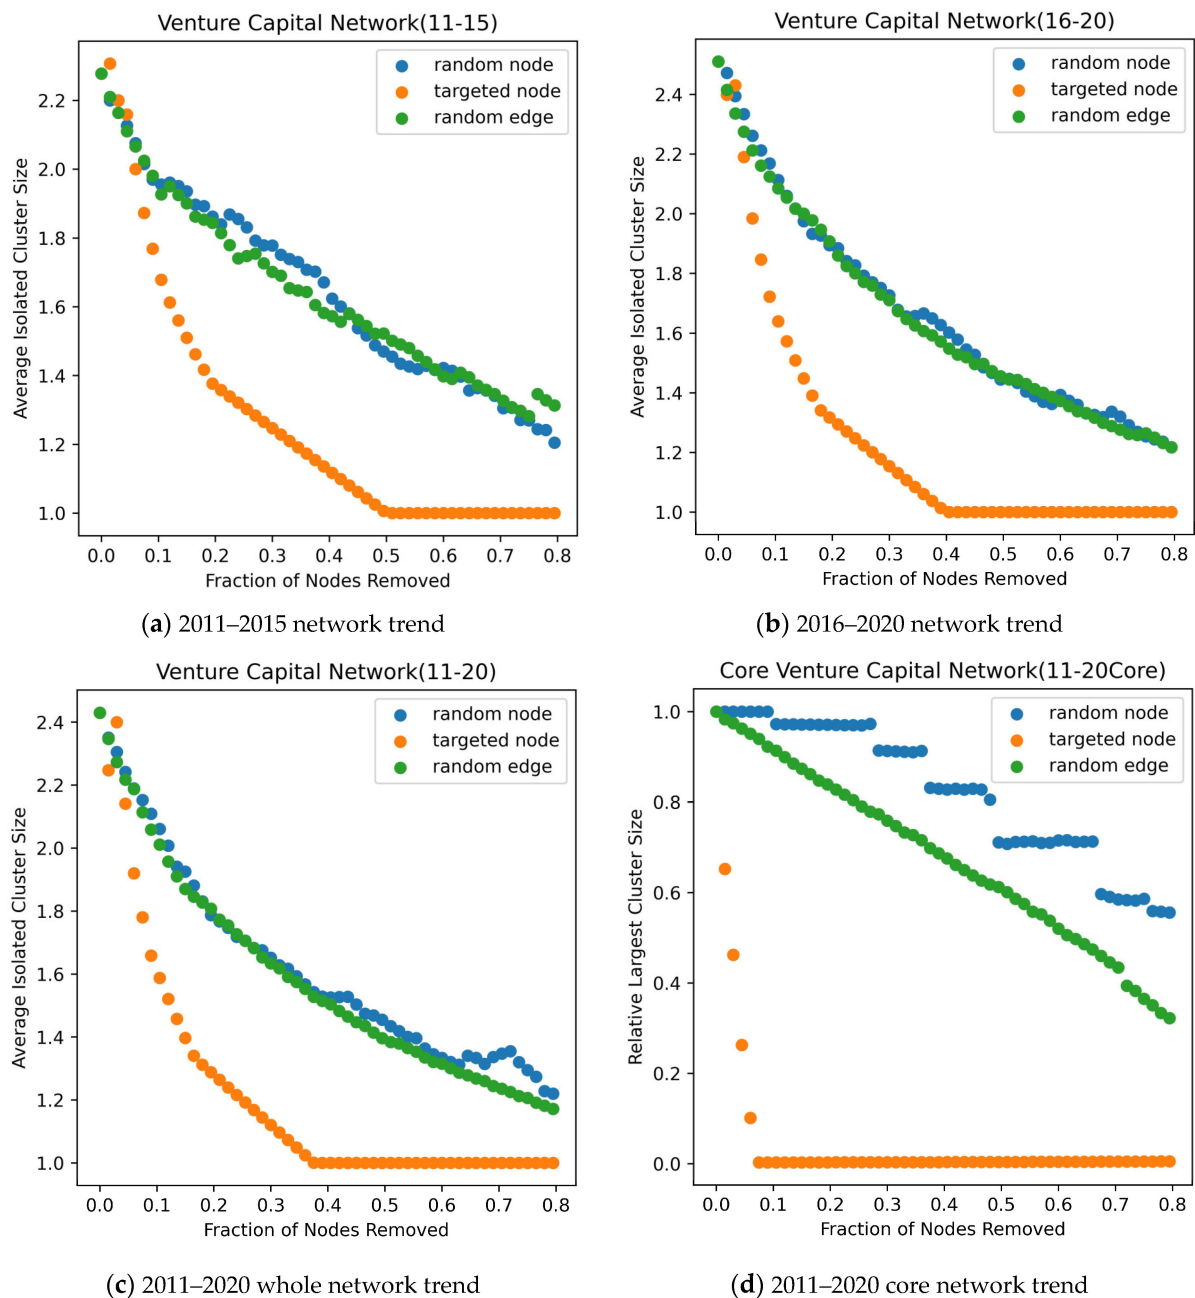 Venture Capital Network(11-15)
random node
targeted node
random edge
Average Isolated Cluster Size
2.2
2.0
1.8
1.6
1.4
1.2
1.0
0.0 0.1 0.2 0.3 0.4 0.5 0.6 0.7 0.8
Fraction of Nodes Removed
(a) 2011–2015 network trend
Venture Capital Network(16-20)
random node
targeted node
random edge
Average Isolated Cluster Size
2.4
2.2
2.0
1.8
1.6
1.4
1.2
1.0
0.0 0.1 0.2 0.3 0.4 0.5 0.6 0.7 0.8
Fraction of Nodes Removed
(b) 2016–2020 network trend
Venture Capital Network(11-20)
random node
targeted node
random edge
Average Isolated Cluster Size
2.4
2.2
2.0
1.8
1.6
1.4
1.2
1.0
0.0 0.1 0.2 0.3 0.4 0.5 0.6 0.7 0.8
Fraction of Nodes Removed
(c) 2011–2020 whole network trend
Core Venture Capital Network(11-20Core)
random node
targeted node
random edge
Relative Largest Cluster Size
1.0
0.8
0.6
0.4
0.2
0.0
0.0 0.1 0.2 0.3 0.4 0.5 0.6 0.7 0.8
Fraction of Nodes Removed
(d) 2011–2020 core network trend